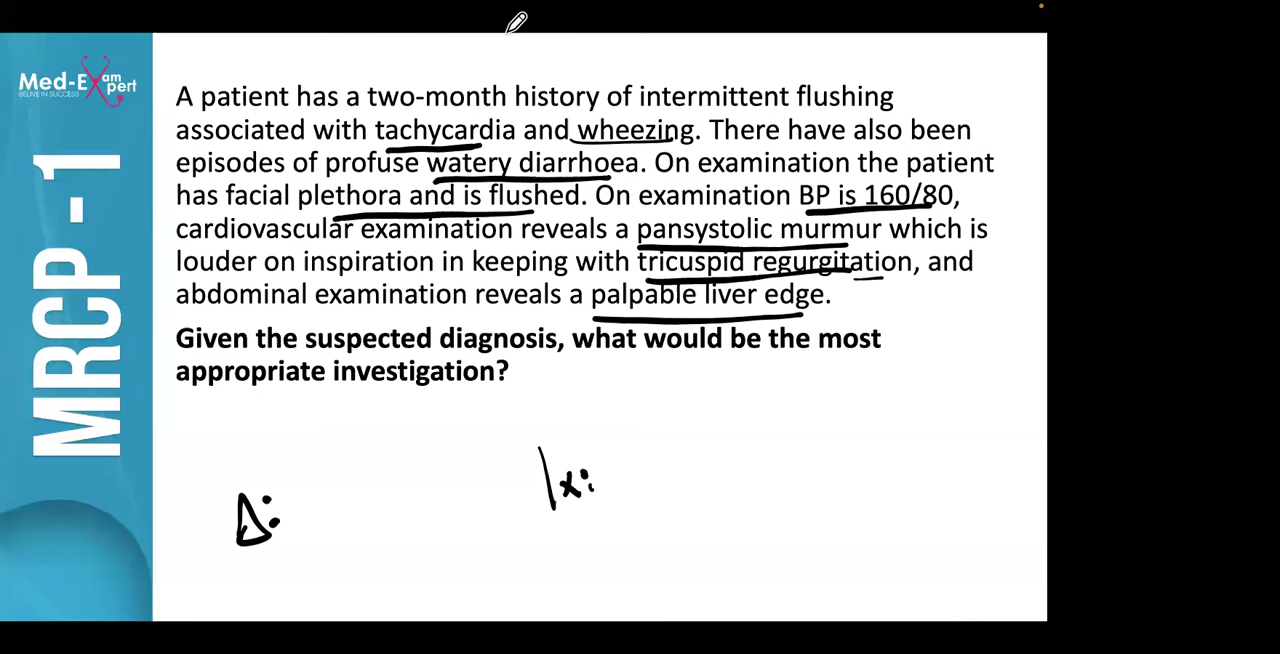 Med-Exam
pert
BELIVE IN SUCCESS
MRCP - 1
A patient has a two-month history of intermittent flushing
associated with tachycardia and wheezing. There have also been
episodes of profuse watery diarrhoea. On examination the patient
has facial plethora and is flushed. On examination BP is 160/80,
cardiovascular examination reveals a pansystolic murmur which is
louder on inspiration in keeping with tricuspid regurgitation, and
abdominal examination reveals a palpable liver edge.
Given the suspected diagnosis, what would be the most
appropriate investigation?
Ix:
Δ: